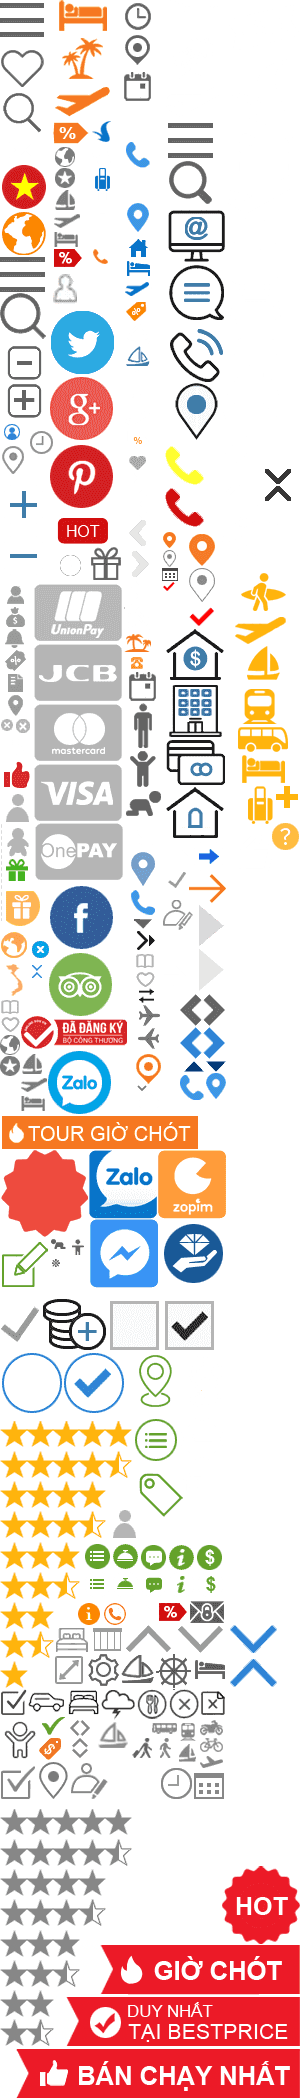 %
%
%
g+
HOT
UnionPay
JCB
mastercard
VISA
OnePAY
?
f
ĐÃ ĐĂNG KÝ
BỘ CÔNG THƯƠNG
Zalo
TOUR GIỜ CHÓT
Zalo
zopim
i
$
i
$
i
%
HOT
GIỜ CHÓT
DUY NHẤT
TẠI BESTPRICE
BÁN CHẠY NHẤT